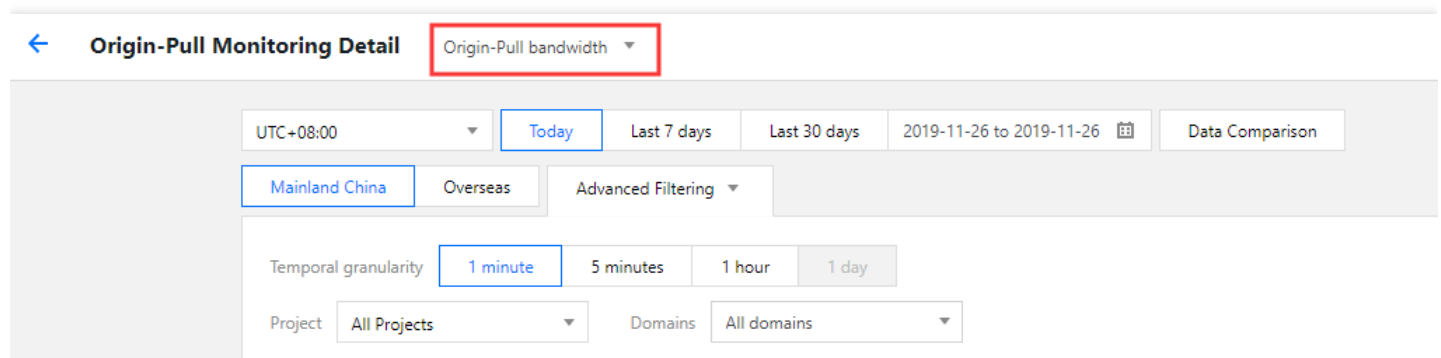 Origin-Pull Monitoring Detail Origin-Pull bandwidth
UTC+08:00 Today Last 7 days Last 30 days 2019-11-26 to 2019-11-26 Data Comparison
Mainland China Overseas Advanced Filtering
Temporal granularity 1 minute 5 minutes 1 hour 1 day
Project All Projects Domains All domains